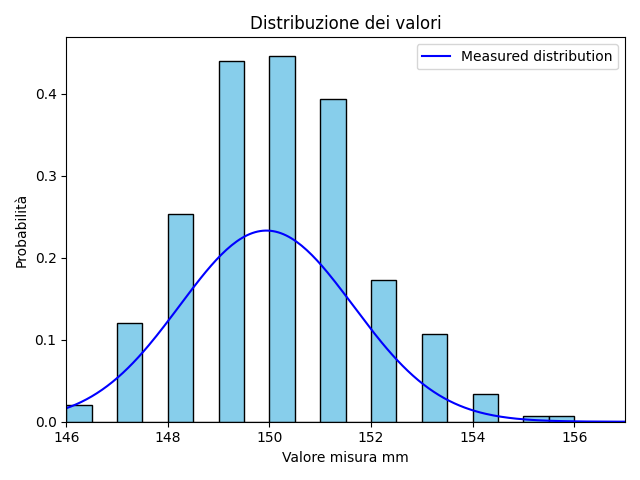 Distribuzione dei valori
Measured distribution
Probabilità
0.4
0.3
0.2
0.1
0.0
146 148 150 152 154 156
Valore misura mm